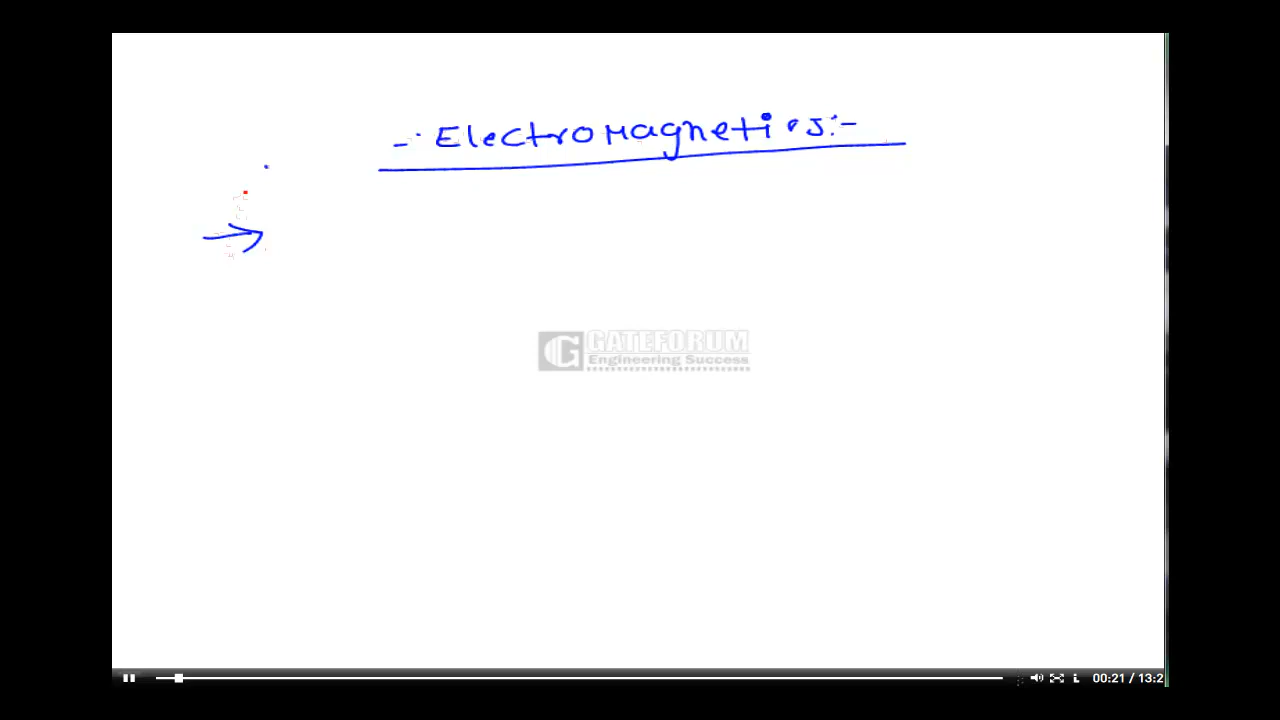 - Electromagnetics:-
→
GATEFORUM
Engineering Success
00:21 / 13:2